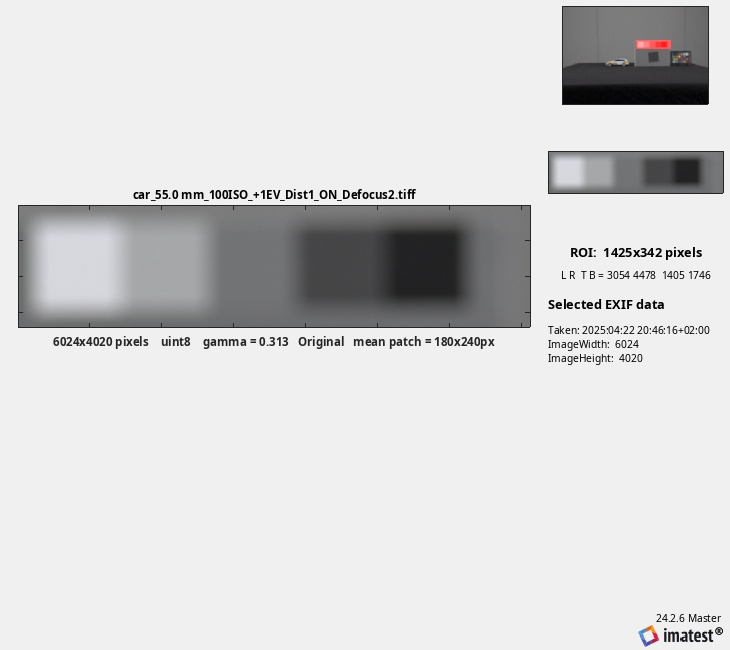 car_55.0 mm_100ISO_+1EV_Dist1_ON_Defocus2.tiff
6024x4020 pixels uint8 gamma = 0.313 Original mean patch = 180x240px
ROI: 1425x342 pixels
L R T B = 3054 4478 1405 1746
Selected EXIF data
Taken: 2025:04:22 20:46:16+02:00
ImageWidth: 6024
ImageHeight: 4020
24.2.6 Master
imatest®